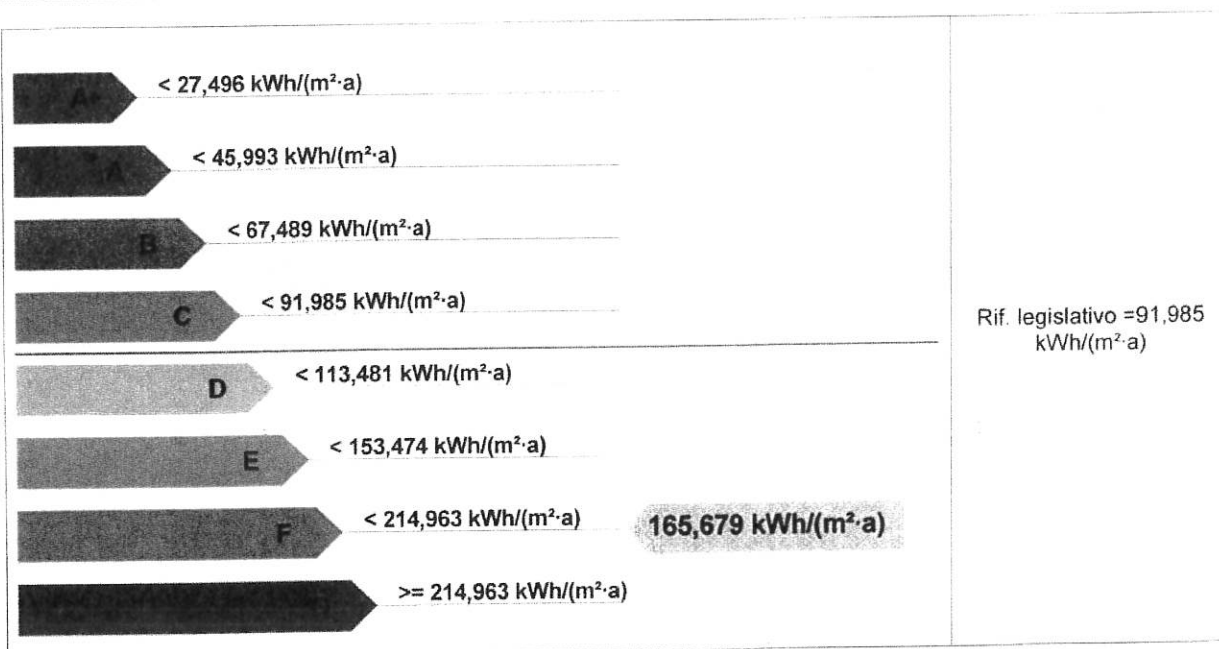 A+ < 27,496 kWh/(m²·a)
A < 45,993 kWh/(m²·a)
B < 67,489 kWh/(m²·a)
C < 91,985 kWh/(m²·a)
D < 113,481 kWh/(m²·a)
E < 153,474 kWh/(m²·a)
F < 214,963 kWh/(m²·a) 165,679 kWh/(m²·a)
>= 214,963 kWh/(m²·a)
Rif. legislativo =91,985
kWh/(m²·a)